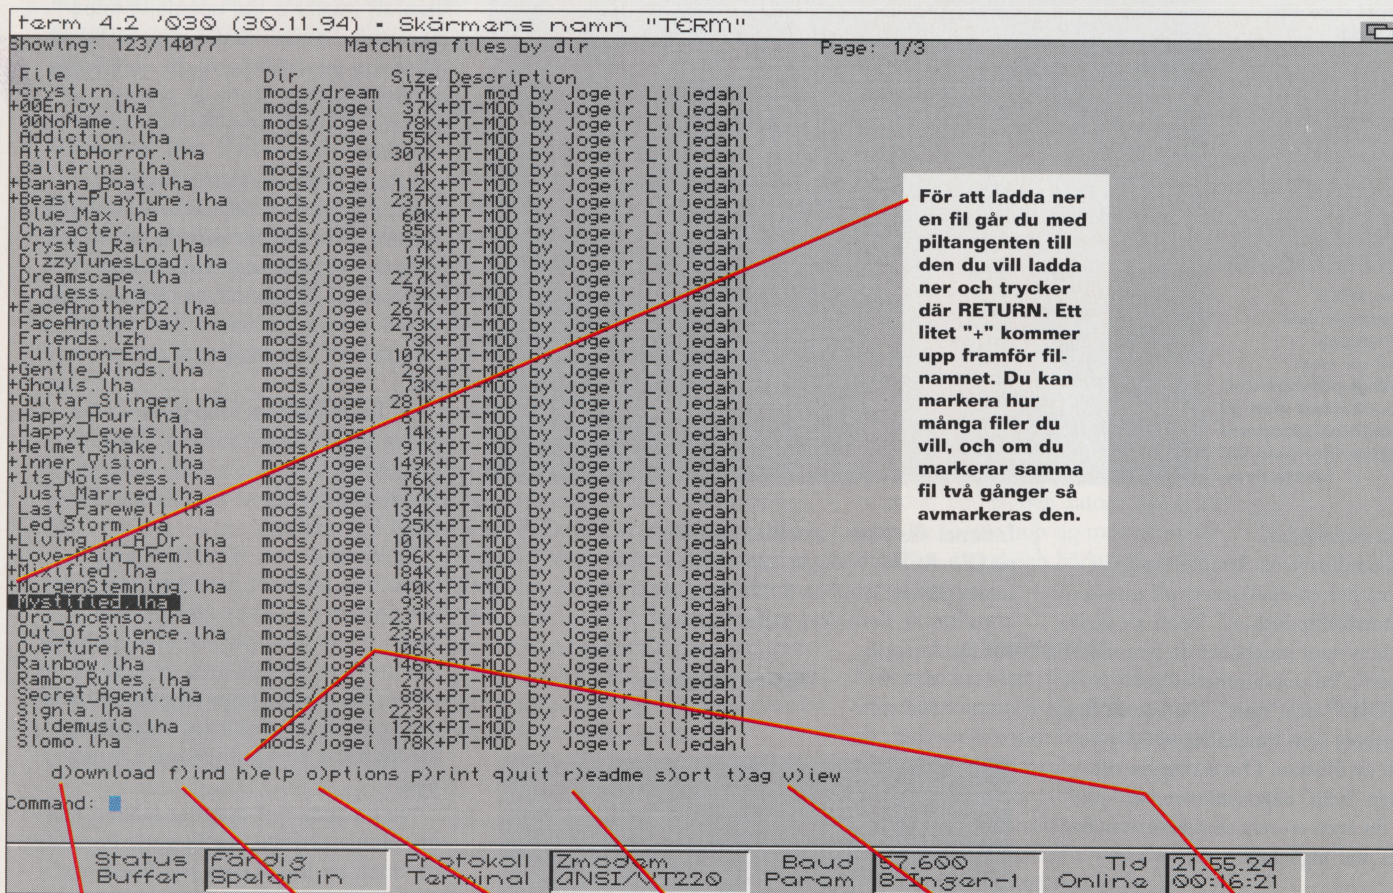 term 4.2 '030 (30.11.94) - Skärmens namn "TERM"
Showing: 123/14077 Matching files by dir Page: 1/3
File Dir Size Description
+crystlrn.lha mods/dream 77K PT mod by Jogeir Liljedahl
+00Enjoy.lha mods/jogei 37K+PT-MOD by Jogeir Liljedahl
00NoName.lha mods/jogei 78K+PT-MOD by Jogeir Liljedahl
Addiction.lha mods/jogei 55K+PT-MOD by Jogeir Liljedahl
AttribHorror.lha mods/jogei 307K+PT-MOD by Jogeir Liljedahl
Ballerina.lha mods/jogei 4K+PT-MOD by Jogeir Liljedahl
+Banana_Boat.lha mods/jogei 112K+PT-MOD by Jogeir Liljedahl
+Beast-PlayTune.lha mods/jogei 237K+PT-MOD by Jogeir Liljedahl
Blue_Max.lha mods/jogei 60K+PT-MOD by Jogeir Liljedahl
Character.lha mods/jogei 85K+PT-MOD by Jogeir Liljedahl
Crystal_Rain.lha mods/jogei 77K+PT-MOD by Jogeir Liljedahl
DizzyTunesLoad.lha mods/jogei 19K+PT-MOD by Jogeir Liljedahl
Dreamscape.lha mods/jogei 227K+PT-MOD by Jogeir Liljedahl
Endless.lha mods/jogei 79K+PT-MOD by Jogeir Liljedahl
+FaceAnotherD2.lha mods/jogei 267K+PT-MOD by Jogeir Liljedahl
FaceAnotherDay.lha mods/jogei 273K+PT-MOD by Jogeir Liljedahl
Friends.lzh mods/jogei 73K+PT-MOD by Jogeir Liljedahl
Fullmoon-End_T.lha mods/jogei 107K+PT-MOD by Jogeir Liljedahl
+Gentle_Winds.lha mods/jogei 29K+PT-MOD by Jogeir Liljedahl
+Ghouls.lha mods/jogei 73K+PT-MOD by Jogeir Liljedahl
+Guitar_Slinger.lha mods/jogei PT-MOD by Jogeir Liljedahl
Happy_Hour.lha mods/jogei PT-MOD by Jogeir Liljedahl
Happy_Levels.lha mods/jogei 14K+PT-MOD by Jogeir Liljedahl
+Helmet_Shake.lha mods/jogei 91K+PT-MOD by Jogeir Liljedahl
+Inner_Vision.lha mods/jogei 149K+PT-MOD by Jogeir Liljedahl
+Its_Noiseless.lha mods/jogei 76K+PT-MOD by Jogeir Liljedahl
Just_Married.lha mods/jogei 77K+PT-MOD by Jogeir Liljedahl
Last_Farewell.lha mods/jogei 134K+PT-MOD by Jogeir Liljedahl
Led_Storm.lha mods/jogei 25K+PT-MOD by Jogeir Liljedahl
+Living_In_A_Dr.lha mods/jogei 101K+PT-MOD by Jogeir Liljedahl
+Love-Main_Them.lha mods/jogei 196K+PT-MOD by Jogeir Liljedahl
+Mixified.lha mods/jogei 184K+PT-MOD by Jogeir Liljedahl
+MorgenStemning.lha mods/jogei 40K+PT-MOD by Jogeir Liljedahl
Mystified.lha mods/jogei 93K+PT-MOD by Jogeir Liljedahl
Oro_Incenso.lha mods/jogei 231K+PT-MOD by Jogeir Liljedahl
Out_Of_Silence.lha mods/jogei 236K+PT-MOD by Jogeir Liljedahl
Overture.lha mods/jogei 106K+PT-MOD by Jogeir Liljedahl
Rainbow.lha mods/jogei 146K+PT-MOD by Jogeir Liljedahl
Rambo_Rules.lha mods/jogei 27K+PT-MOD by Jogeir Liljedahl
Secret_Agent.lha mods/jogei 88K+PT-MOD by Jogeir Liljedahl
Signia.lha mods/jogei 223K+PT-MOD by Jogeir Liljedahl
Slidemusic.lha mods/jogei 122K+PT-MOD by Jogeir Liljedahl
Slomo.lha mods/jogei 178K+PT-MOD by Jogeir Liljedahl
d)ownload f)ind h)elp o)ptions p)rint q)uit r)eadme s)ort t)ag v)iew
Command:
Status Färdig Protokoll Zmodem Baud 57.600 Tid 21:55.24
Buffer Spelar in Terminal ANSI/VT220 Param 8-Ingen-1 Online 00:16:21
För att ladda ner
en fil går du med
piltangenten till
den du vill ladda
ner och trycker
där RETURN. Ett
litet "+" kommer
upp framför fil-
namnet. Du kan
markera hur
många filer du
vill, och om du
markerar samma
fil två gånger så
avmarkeras den.